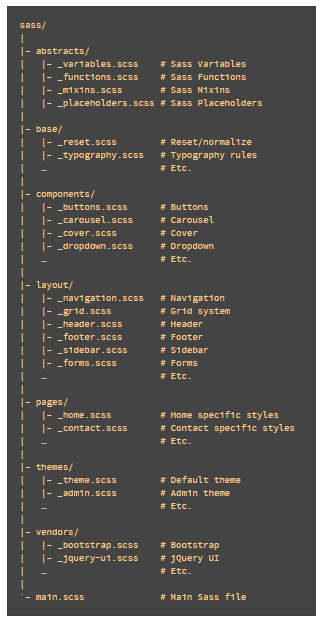 sass/
|
|– abstracts/
|   |– _variables.scss    # Sass Variables
|   |– _functions.scss    # Sass Functions
|   |– _mixins.scss       # Sass Mixins
|   |– _placeholders.scss # Sass Placeholders
|
|– base/
|   |– _reset.scss        # Reset/normalize
|   |– _typography.scss   # Typography rules
|   …                     # Etc.
|
|– components/
|   |– _buttons.scss      # Buttons
|   |– _carousel.scss     # Carousel
|   |– _cover.scss        # Cover
|   |– _dropdown.scss     # Dropdown
|   …                     # Etc.
|
|– layout/
|   |– _navigation.scss   # Navigation
|   |– _grid.scss         # Grid system
|   |– _header.scss       # Header
|   |– _footer.scss       # Footer
|   |– _sidebar.scss      # Sidebar
|   |– _forms.scss        # Forms
|   …                     # Etc.
|
|– pages/
|   |– _home.scss         # Home specific styles
|   |– _contact.scss      # Contact specific styles
|   …                     # Etc.
|
|– themes/
|   |– _theme.scss        # Default theme
|   |– _admin.scss        # Admin theme
|   …                     # Etc.
|
|– vendors/
|   |– _bootstrap.scss    # Bootstrap
|   |– _jquery-ui.scss    # jQuery UI
|   …                     # Etc.
|
`– main.scss              # Main Sass file